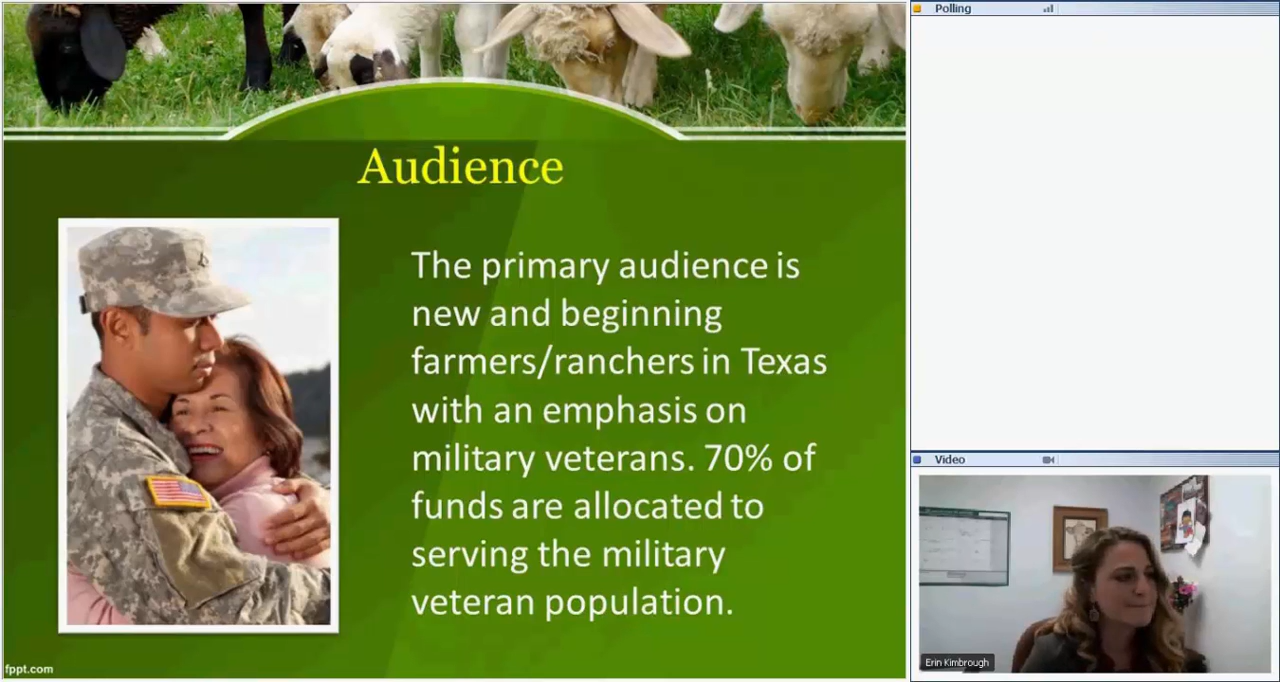 Audience
The primary audience is
new and beginning
farmers/ranchers in Texas
with an emphasis on
military veterans. 70% of
funds are allocated to
serving the military
veteran population.
fppt.com
Polling
Video
Erin Kimbrough